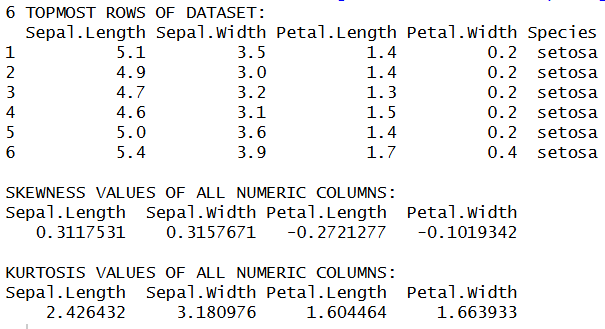 6 TOPMOST ROWS OF DATASET:
Sepal.Length Sepal.Width Petal.Length Petal.Width Species
1 5.1 3.5 1.4 0.2 setosa
2 4.9 3.0 1.4 0.2 setosa
3 4.7 3.2 1.3 0.2 setosa
4 4.6 3.1 1.5 0.2 setosa
5 5.0 3.6 1.4 0.2 setosa
6 5.4 3.9 1.7 0.4 setosa
SKEWNESS VALUES OF ALL NUMERIC COLUMNS:
Sepal.Length Sepal.Width Petal.Length Petal.Width
0.3117531 0.3157671 -0.2721277 -0.1019342
KURTOSIS VALUES OF ALL NUMERIC COLUMNS:
Sepal.Length Sepal.Width Petal.Length Petal.Width
2.426432 3.180976 1.604464 1.663933